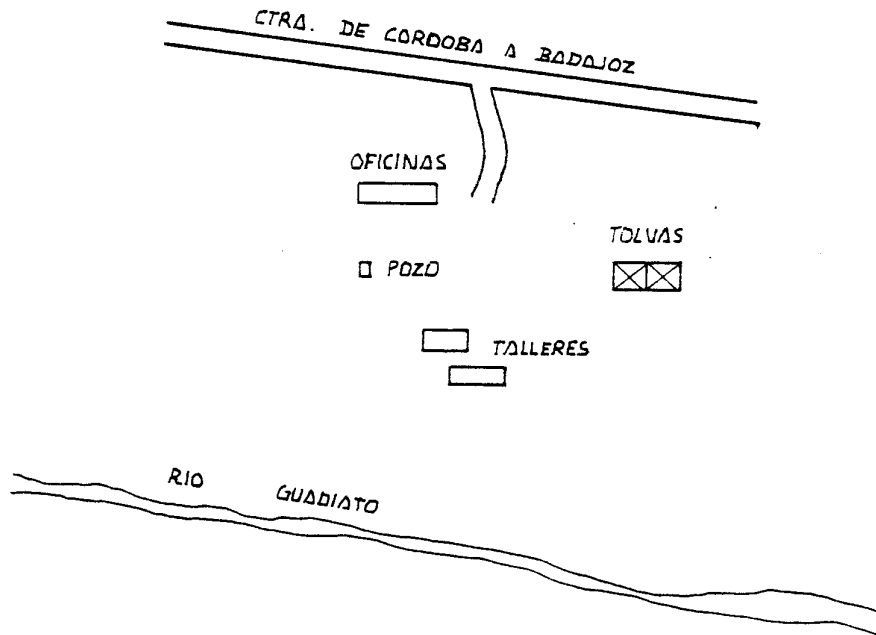 CTRA. DE CORDOBA A BADAJOZ
OFICINAS
TOLVAS
POZO
TALLERES
RIO GUADIATO